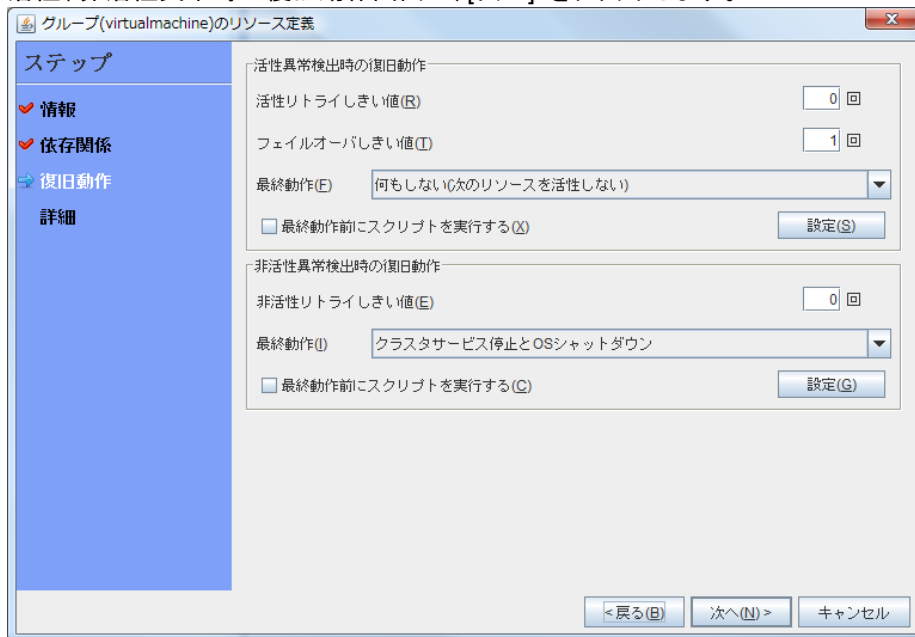 グループ(virtualmachine)のリソース定義
ステップ
情報
依存関係
復旧動作
詳細
活性異常検出時の復旧動作
活性リトライしきい値(R)
0 回
フェイルオーバしきい値(T)
1 回
最終動作(F) 何もしない(次のリソースを活性しない)
最終動作前にスクリプトを実行する(X) 設定(S)
非活性異常検出時の復旧動作
非活性リトライしきい値(E)
0 回
最終動作(I) クラスタサービス停止とOSシャットダウン
最終動作前にスクリプトを実行する(C) 設定(G)
<戻る(B) 次へ(N)> キャンセル